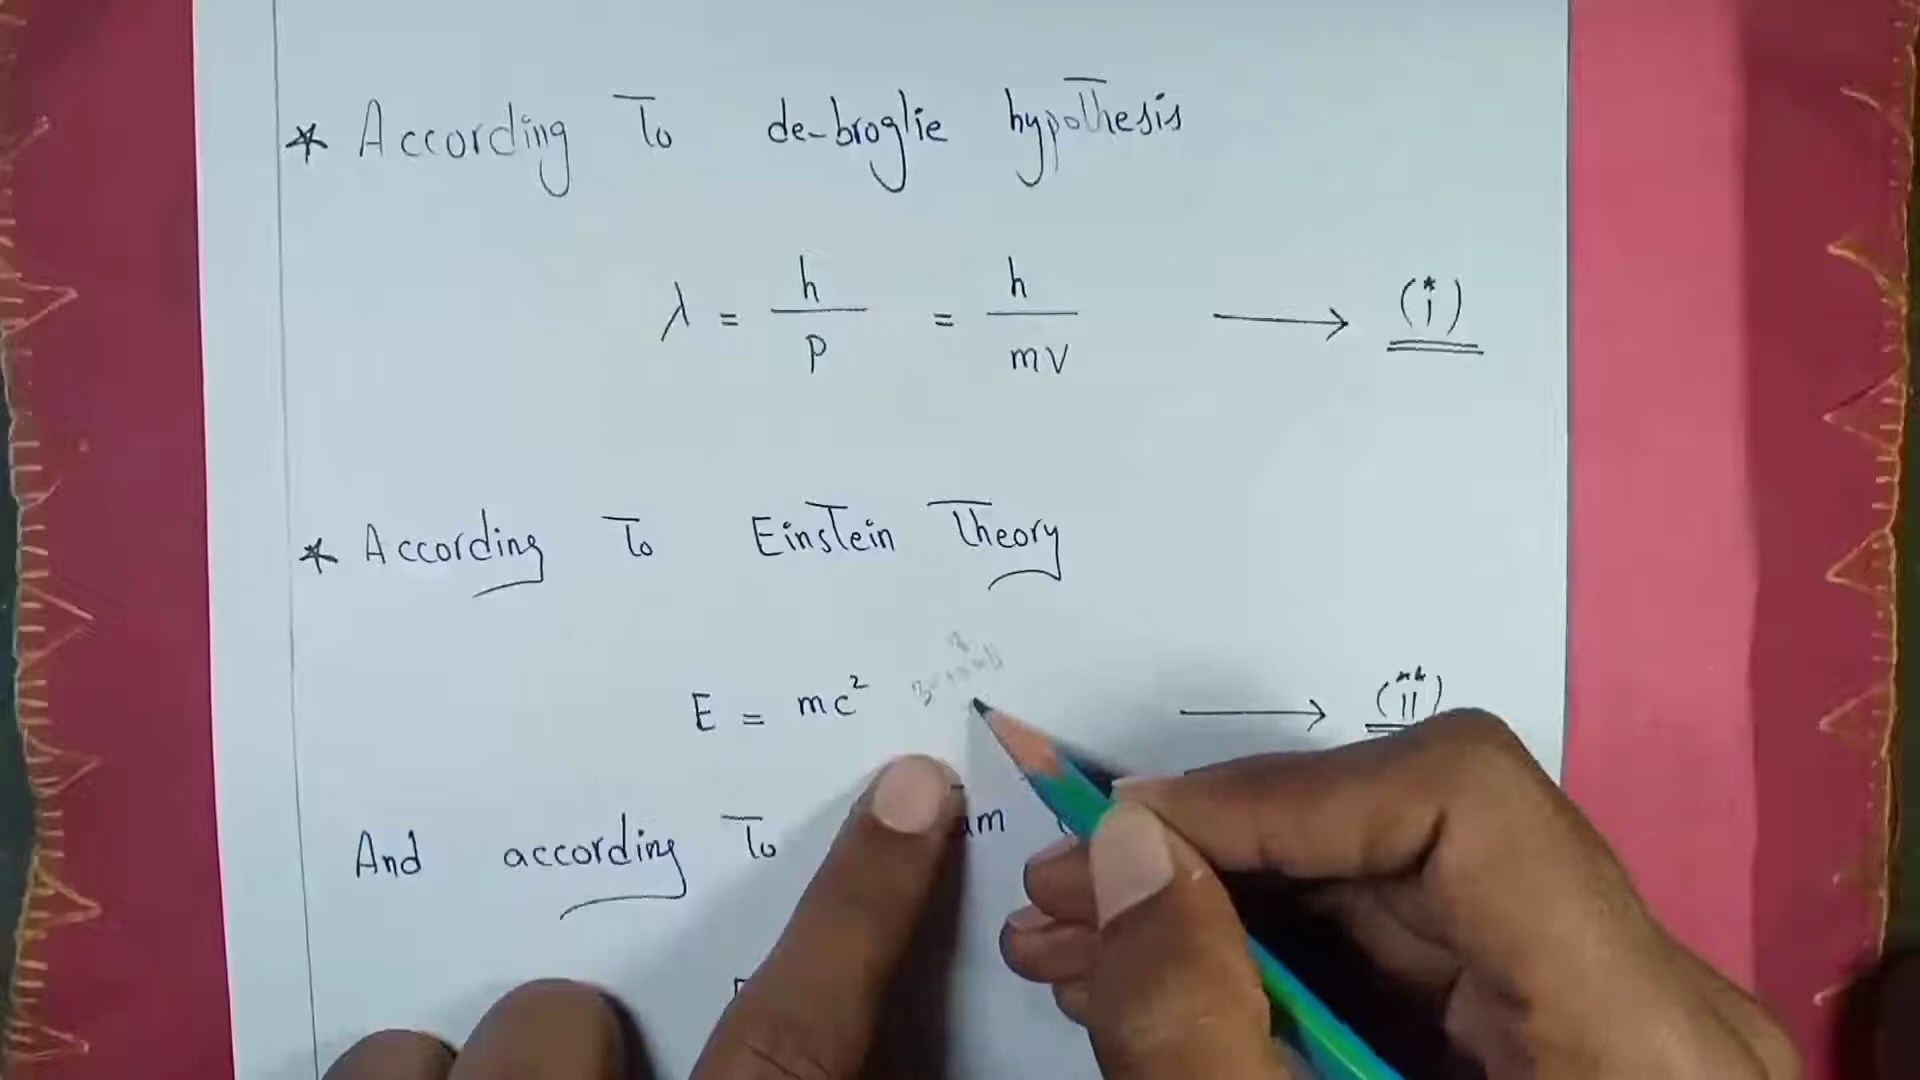 * According To de-broglie hypothesis
λ = h/p = h/mv ⟶ (i)
* According To Einstein Theory
E = mc² ⟶ (ii)
And according To